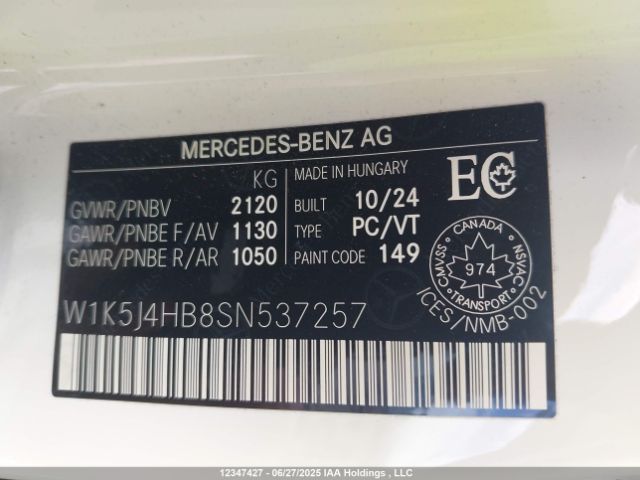 MERCEDES-BENZ AG
KG
GVWR/PNBV 2120
GAWR/PNBE F/AV 1130
GAWR/PNBE R/AR 1050
MADE IN HUNGARY
BUILT 10/24
TYPE PC/VT
PAINT CODE 149
EC
CANADA
CMVSS 974 NSVAC
TRANSPORT
ICES/NMB-002
W1K5J4HB8SN537257
12347427 - 06/27/2025 IAA Holdings , LLC